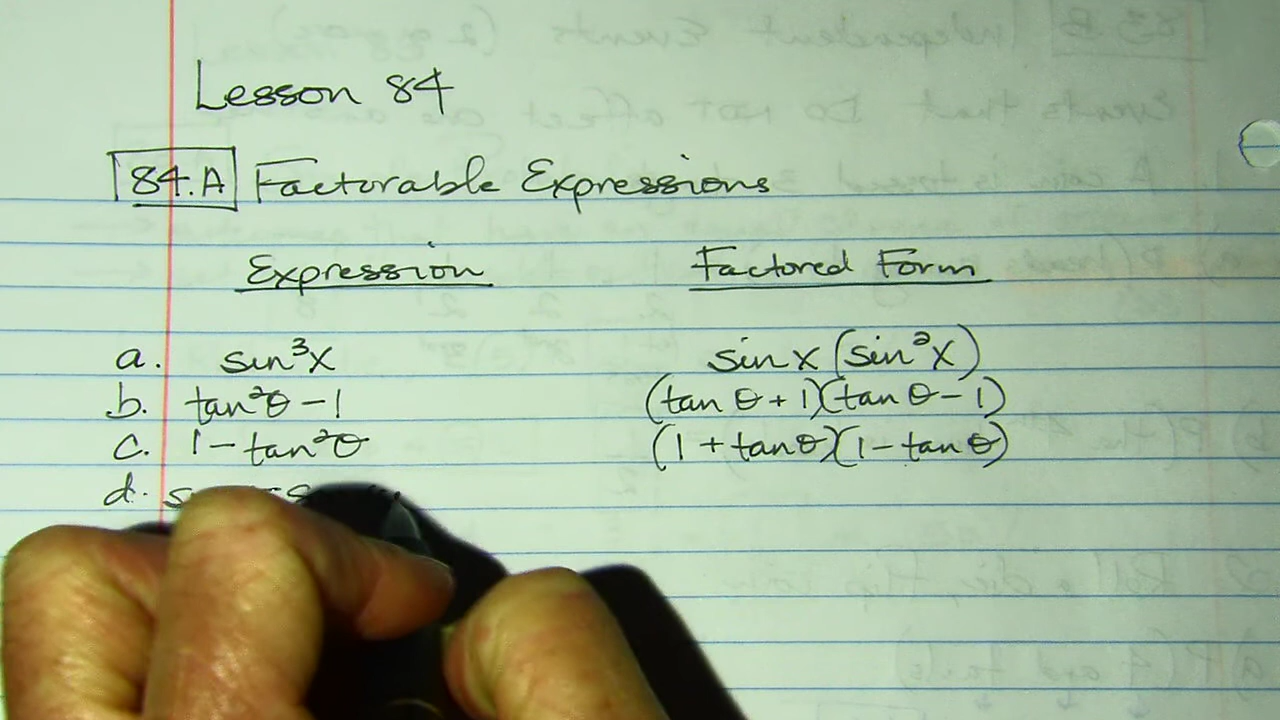 Lesson 84
84.A Factorable Expressions
Expression Factored Form
a. sin³x sin x (sin²x)
b. tan²θ - 1 (tan θ + 1)(tan θ - 1)
c. 1 - tan²θ (1 + tan θ)(1 - tan θ)
d.